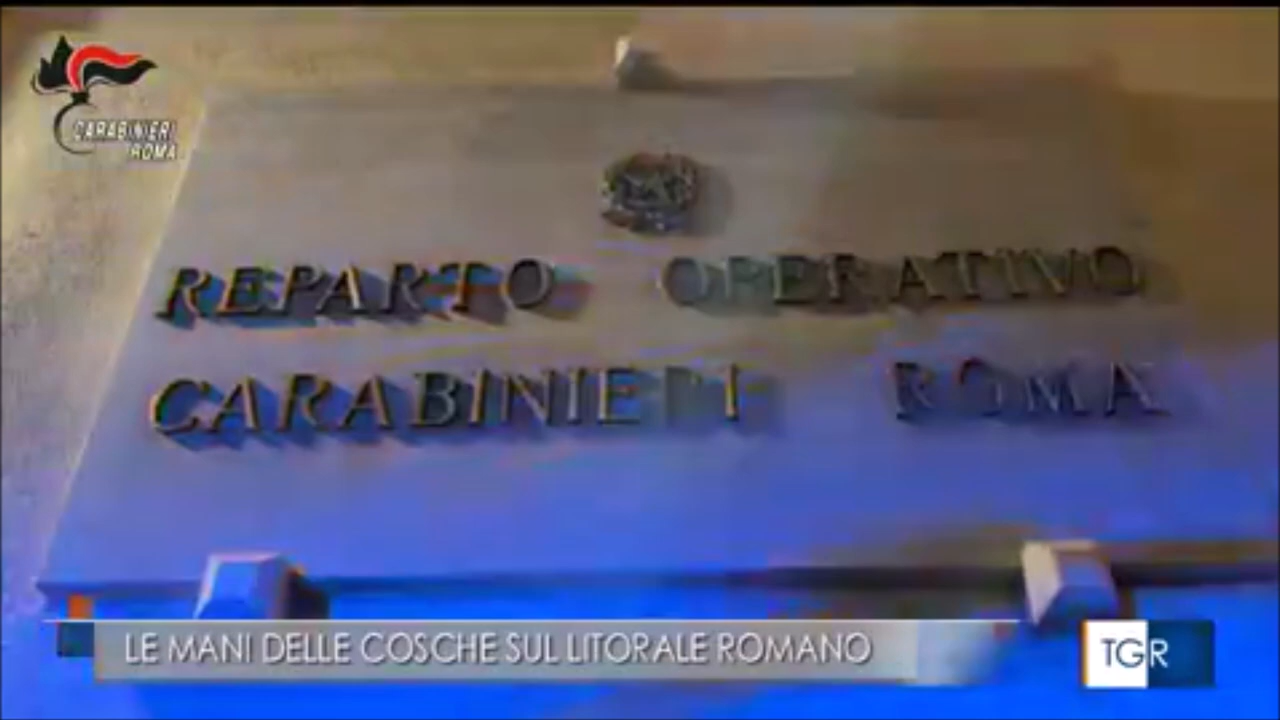 CARABINIERI
ROMA
REPARTO OPERATIVO
CARABINIERI ROMA
LE MANI DELLE COSCHE SUL LITORALE ROMANO
TGR